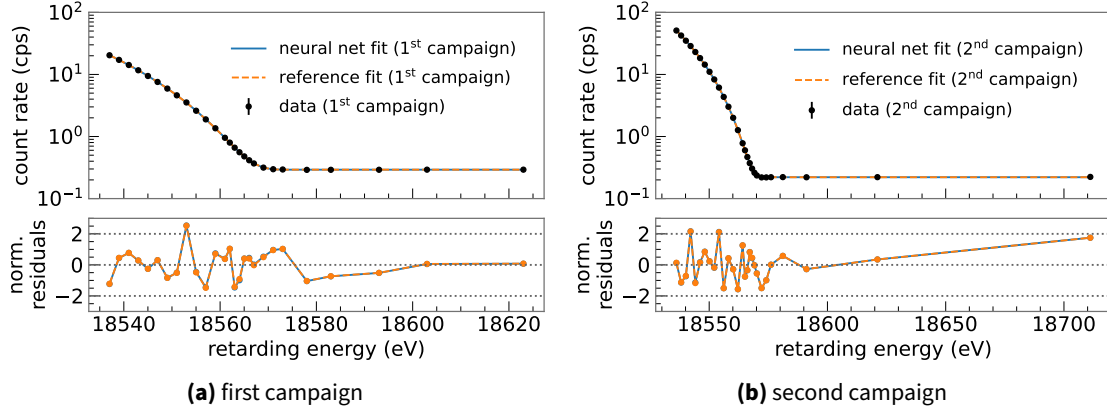 10²
10¹
10⁰
10⁻¹
count rate (cps)
neural net fit (1ˢᵗ campaign)
reference fit (1ˢᵗ campaign)
data (1ˢᵗ campaign)
2
0
−2
norm.
residuals
18540 18560 18580 18600 18620
retarding energy (eV)
(a) first campaign
10²
10¹
10⁰
10⁻¹
count rate (cps)
neural net fit (2ⁿᵈ campaign)
reference fit (2ⁿᵈ campaign)
data (2ⁿᵈ campaign)
2
0
−2
norm.
residuals
18550 18600 18650 18700
retarding energy (eV)
(b) second campaign